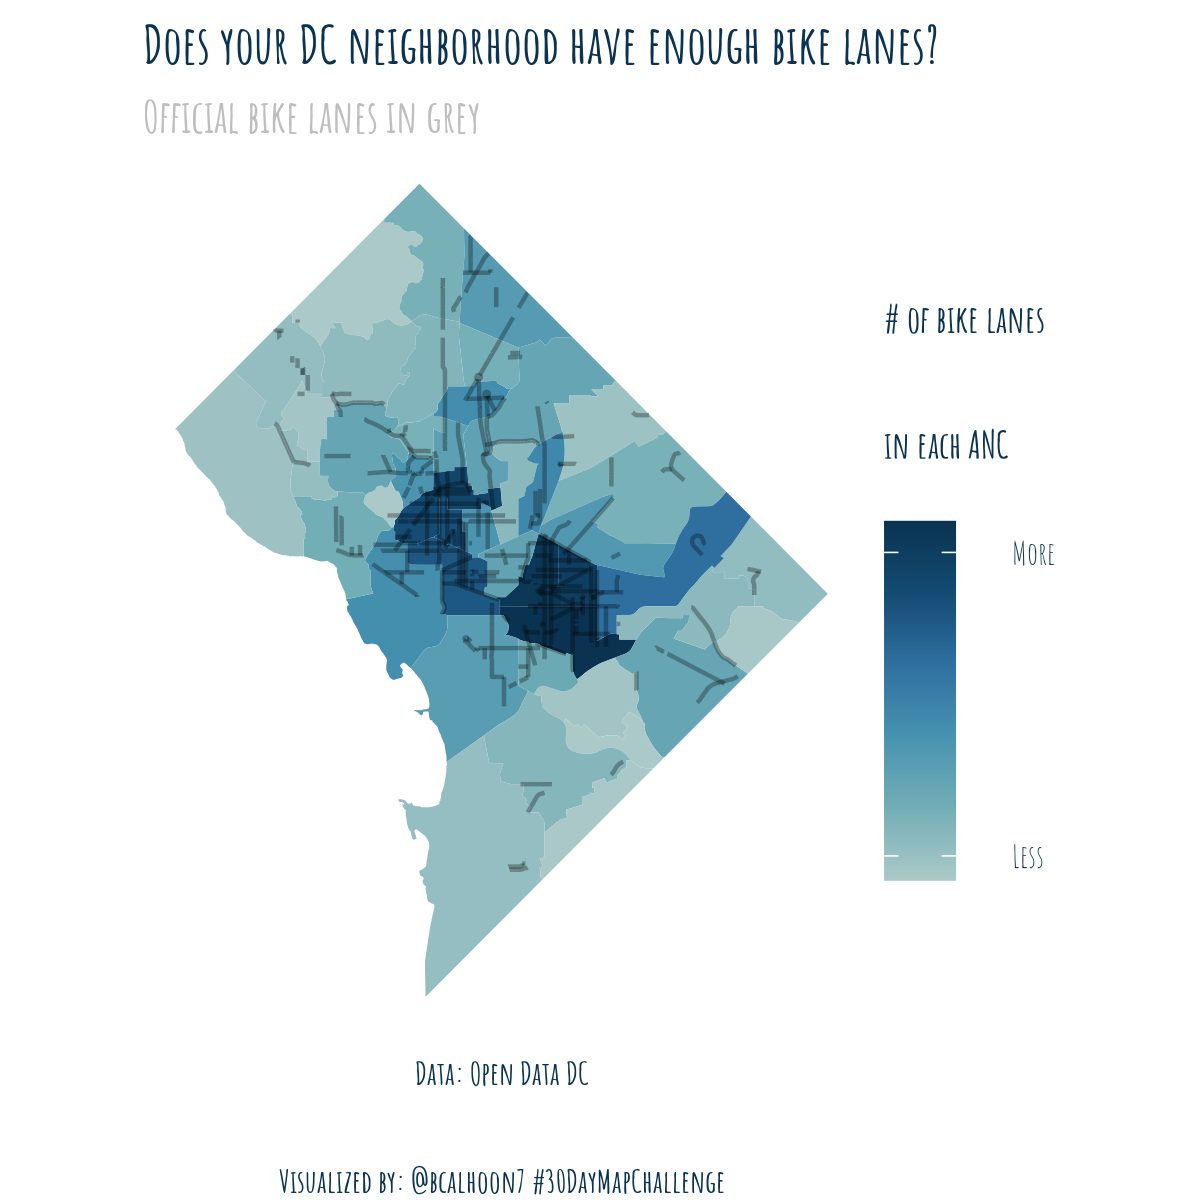 Does your DC neighborhood have enough bike lanes?
Official bike lanes in grey
# of bike lanes
in each ANC
More
Less
Data: Open Data DC
Visualized by: @bcalhoon7 #30DayMapChallenge